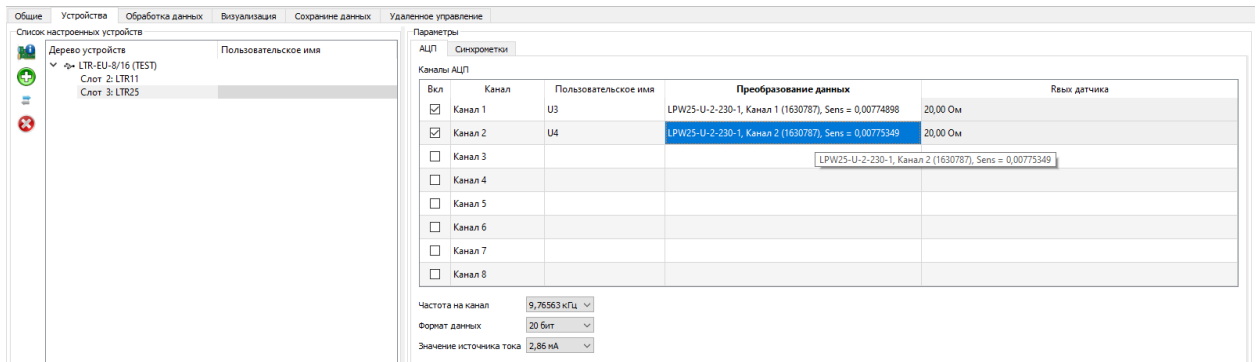 Общие Устройства Обработка данных Визуализация Сохранине данных Удаленное управление
Список настроенных устройств
Дерево устройств Пользовательское имя
LTR-EU-8/16 (TEST)
Слот 2: LTR11
Слот 3: LTR25
Параметры
АЦП Синхрометки
Каналы АЦП
Вкл Канал Пользовательское имя Преобразование данных Rвых датчика
Канал 1 U3 LPW25-U-2-230-1, Канал 1 (1630787), Sens = 0,00774898 20,00 Ом
Канал 2 U4 LPW25-U-2-230-1, Канал 2 (1630787), Sens = 0,00775349 20,00 Ом
Канал 3
LPW25-U-2-230-1, Канал 2 (1630787), Sens = 0,00775349
Канал 4
Канал 5
Канал 6
Канал 7
Канал 8
Частота на канал 9,76563 кГц
Формат данных 20 бит
Значение источника тока 2,86 мА